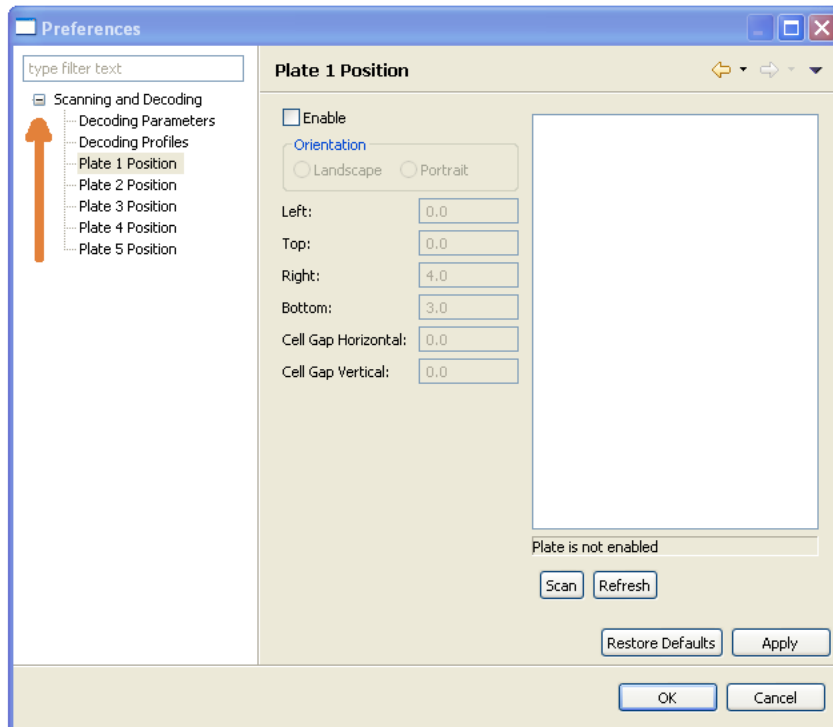 Preferences
type filter text
Scanning and Decoding
Decoding Parameters
Decoding Profiles
Plate 1 Position
Plate 2 Position
Plate 3 Position
Plate 4 Position
Plate 5 Position
Plate 1 Position
Enable
Orientation
Landscape Portrait
Left: 0.0
Top: 0.0
Right: 4.0
Bottom: 3.0
Cell Gap Horizontal: 0.0
Cell Gap Vertical: 0.0
Plate is not enabled
Scan Refresh
Restore Defaults Apply
OK Cancel